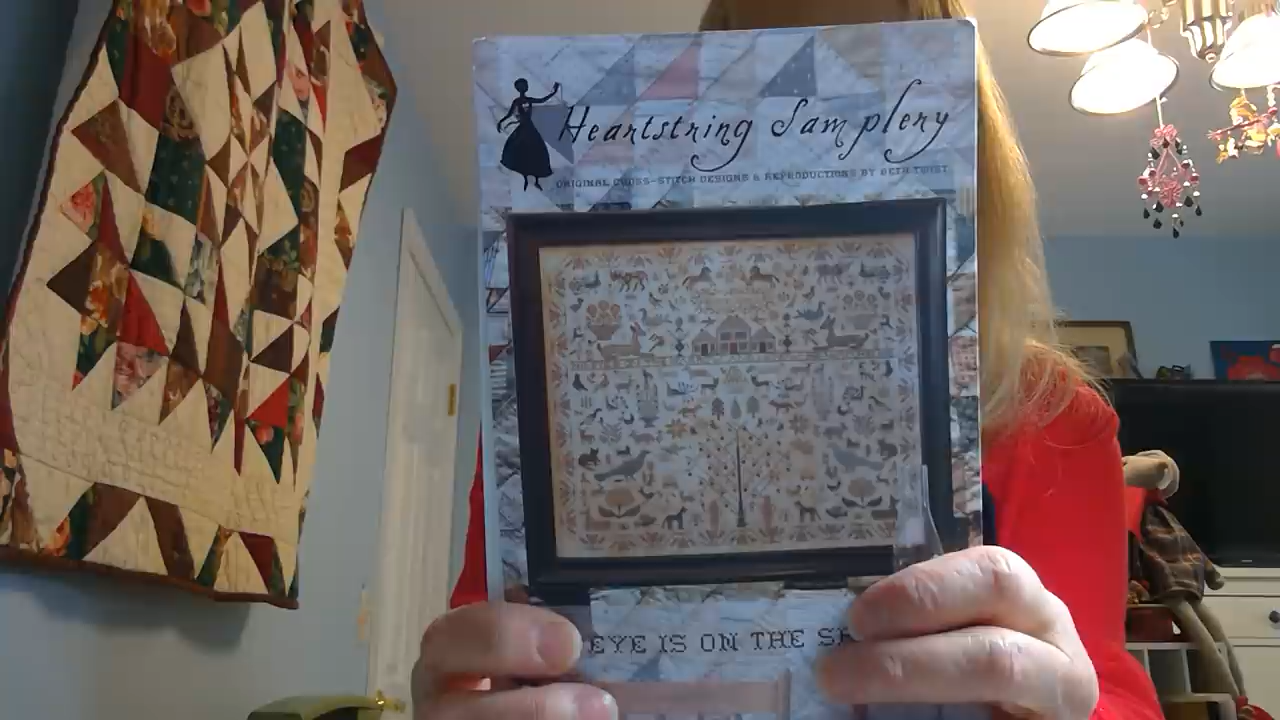 Heartstring Samplery
ORIGINAL CROSS-STITCH DESIGNS & REPRODUCTIONS BY BETH TWIST
EYE IS ON THE